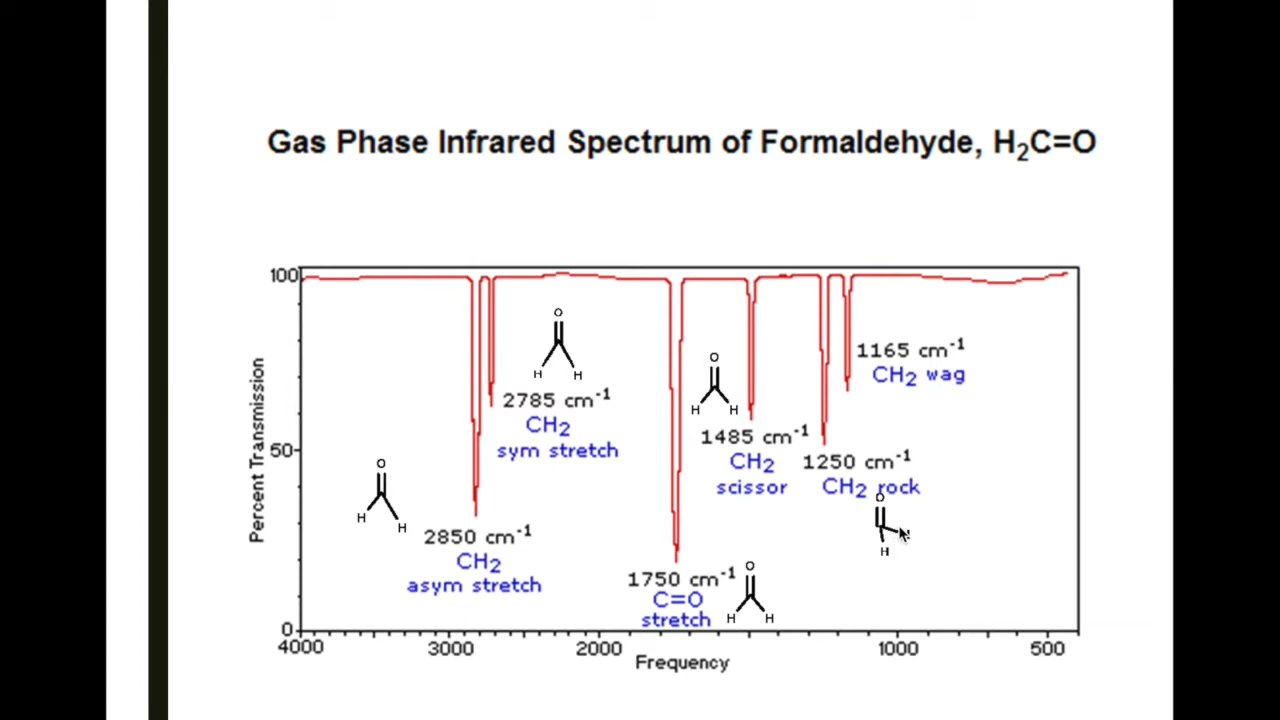 Gas Phase Infrared Spectrum of Formaldehyde, H₂C=O
100
50
0
Percent Transmission
4000
3000
2000
1000
500
Frequency
O
H H
2850 cm⁻¹
CH₂
asym stretch
O
H H
2785 cm⁻¹
CH₂
sym stretch
1750 cm⁻¹
C=O
stretch
O
H H
O
H H
1485 cm⁻¹
CH₂
scissor
1250 cm⁻¹
CH₂ rock
O
H
1165 cm⁻¹
CH₂ wag